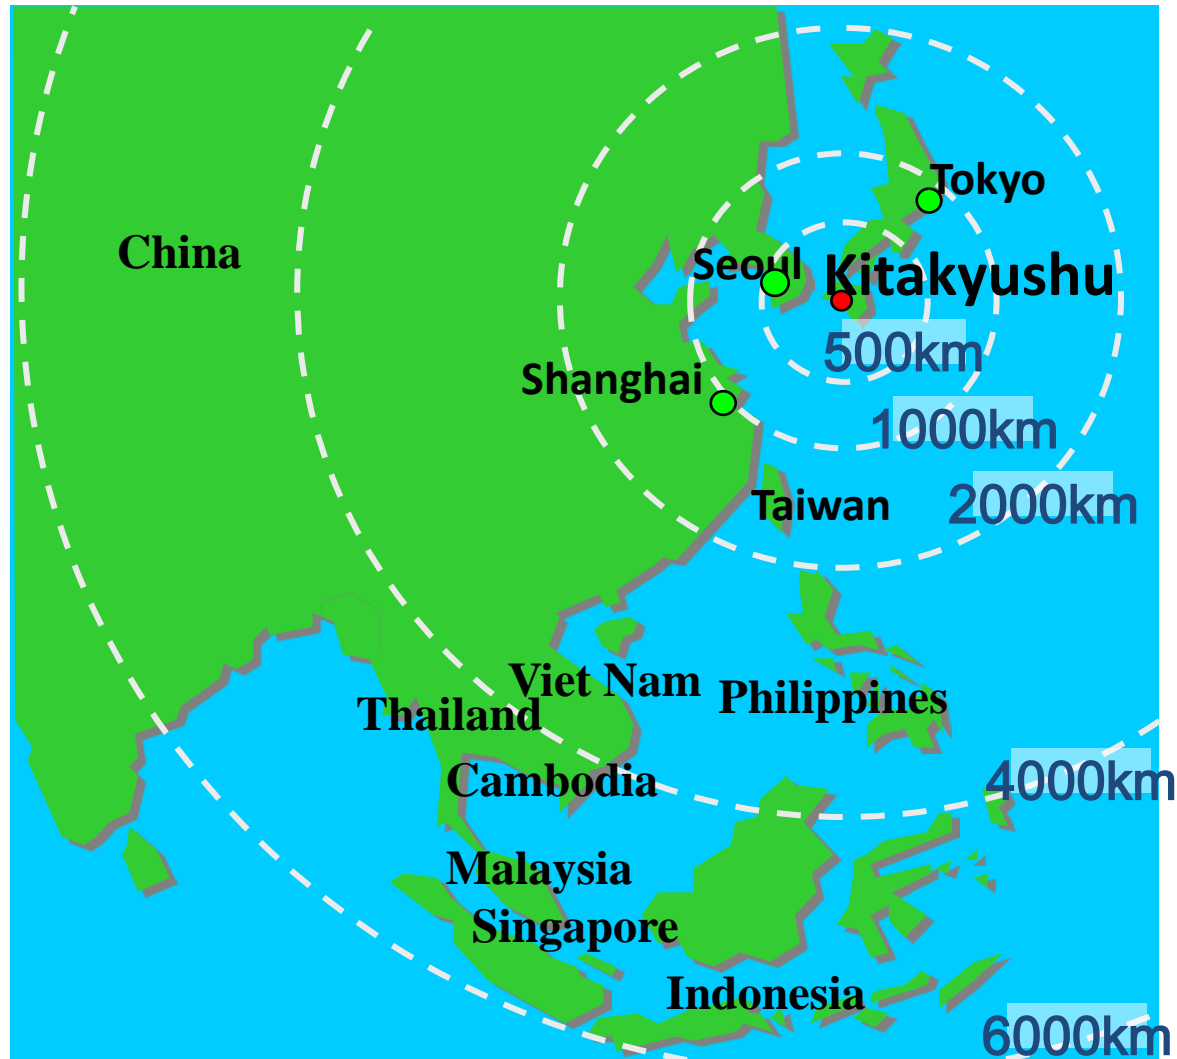 Tokyo
China
Seoul
Kitakyushu
500km
Shanghai
1000km
Taiwan
2000km
Viet Nam
Philippines
Thailand
Cambodia
4000km
Malaysia
Singapore
Indonesia
6000km